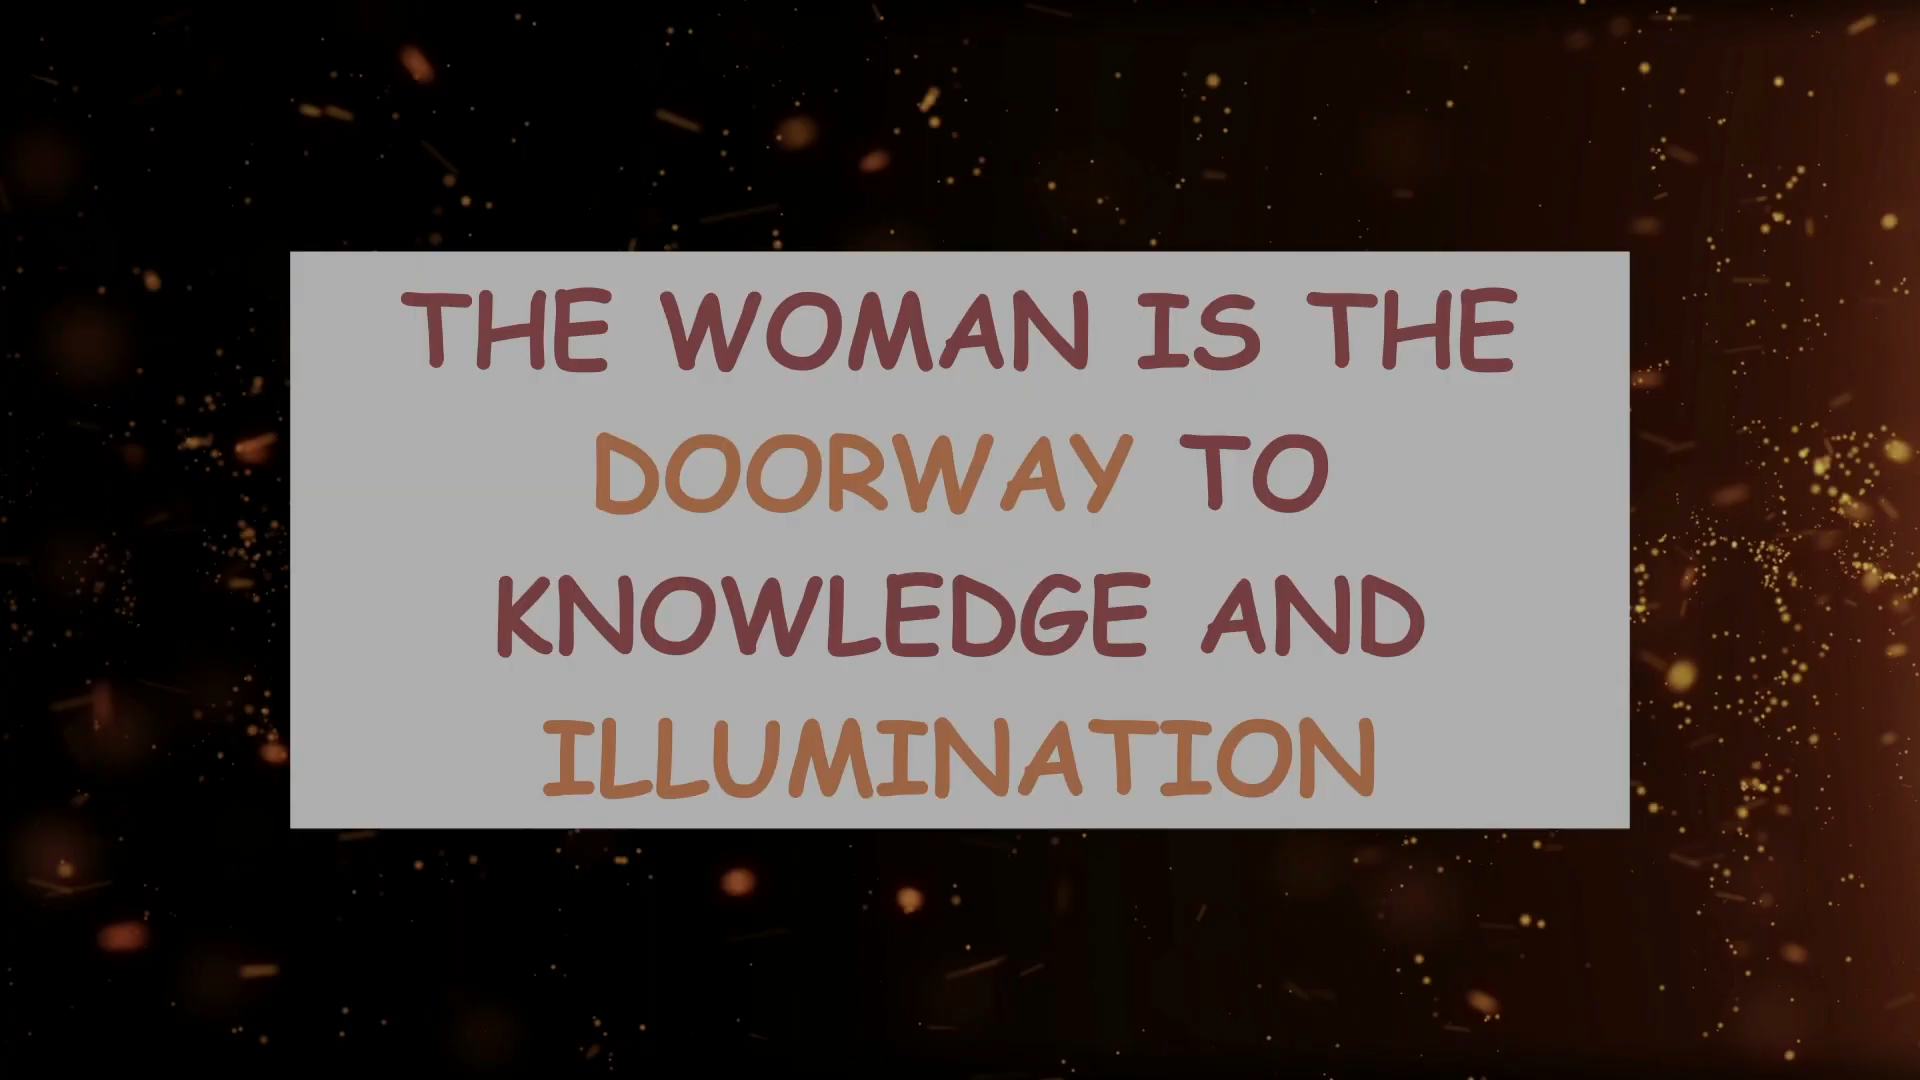 THE WOMAN IS THE
DOORWAY TO
KNOWLEDGE AND
ILLUMINATION